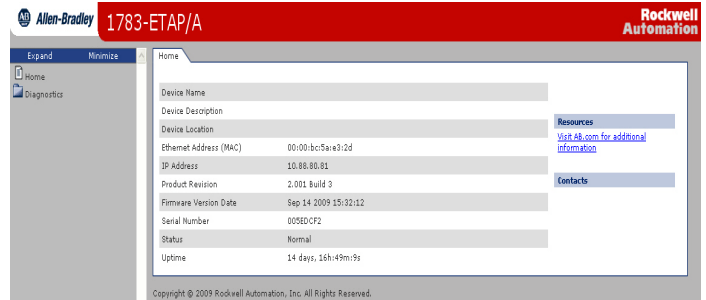 AB Allen-Bradley 1783-ETAP/A Rockwell Automation
Expand Minimize
Home
Diagnostics
Home
Device Name
Device Description
Device Location
Ethernet Address (MAC) 00:00:bc:5a:e3:2d
IP Address 10.88.80.81
Product Revision 2.001 Build 3
Firmware Version Date Sep 14 2009 15:32:12
Serial Number 005EDCF2
Status Normal
Uptime 14 days, 16h:49m:9s
Resources
Visit AB.com for additional
information
Contacts
Copyright © 2009 Rockwell Automation, Inc. All Rights Reserved.